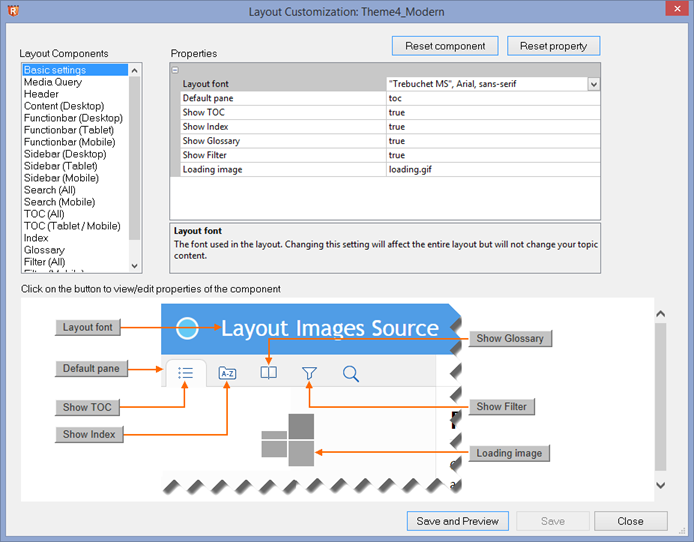 Layout Customization: Theme4_Modern
Layout Components
Properties
Reset component
Reset property
Basic settings
Media Query
Header
Content (Desktop)
Functionbar (Desktop)
Functionbar (Tablet)
Functionbar (Mobile)
Sidebar (Desktop)
Sidebar (Tablet)
Sidebar (Mobile)
Search (All)
Search (Mobile)
TOC (All)
TOC (Tablet / Mobile)
Index
Glossary
Filter (All)
Filter (Mobile)
Layout font "Trebuchet MS", Arial, sans-serif
Default pane toc
Show TOC true
Show Index true
Show Glossary true
Show Filter true
Loading image loading.gif
Layout font
The font used in the layout. Changing this setting will affect the entire layout but will not change your topic
content.
Click on the button to view/edit properties of the component
Layout font
Layout Images Source
Show Glossary
Default pane
A-Z
Show TOC
Show Filter
Show Index
Loading image
Save and Preview
Save
Close